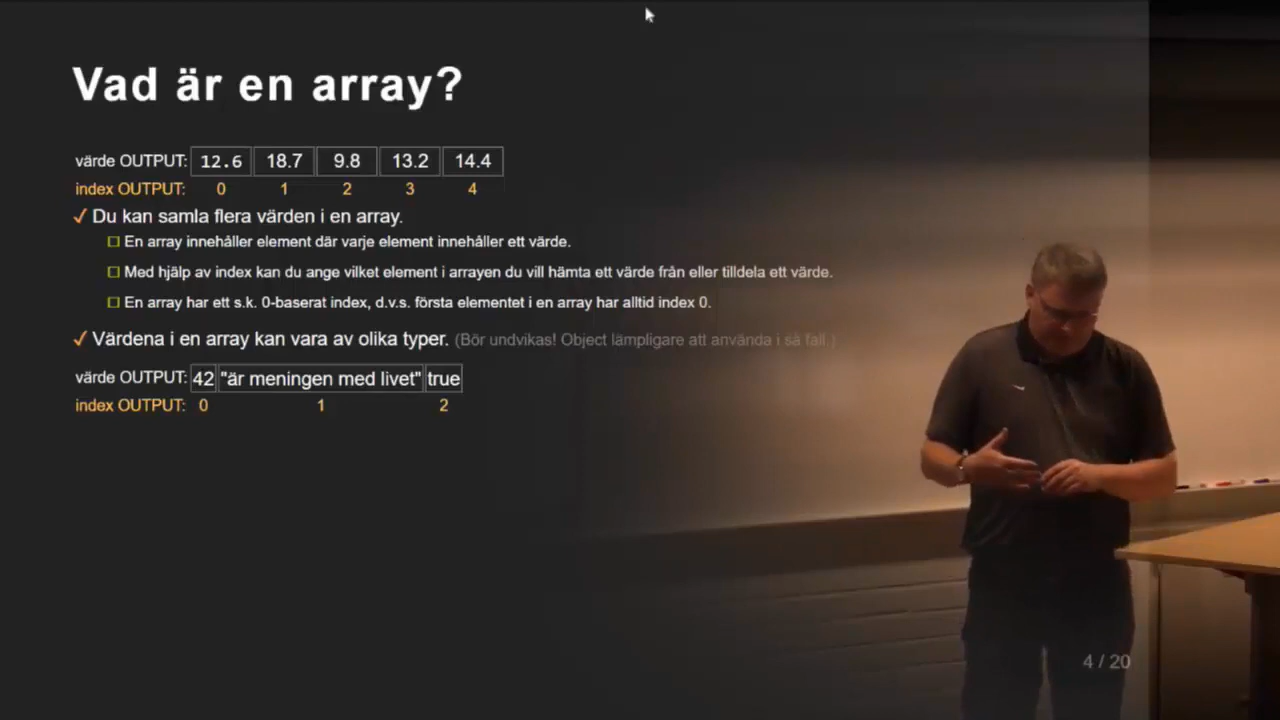 Vad är en array?
värde OUTPUT: 12.6 18.7 9.8 13.2 14.4
index OUTPUT: 0 1 2 3 4
✓ Du kan samla flera värden i en array.
□ En array innehåller element där varje element innehåller ett värde.
□ Med hjälp av index kan du ange vilket element i arrayen du vill hämta ett värde från eller tilldela ett värde.
□ En array har ett s.k. 0-baserat index, d.v.s. första elementet i en array har alltid index 0.
✓ Värdena i en array kan vara av olika typer. (Bör undvikas! Object lämpligare att använda i så fall.)
värde OUTPUT: 42 "är meningen med livet" true
index OUTPUT: 0 1 2
4 / 20